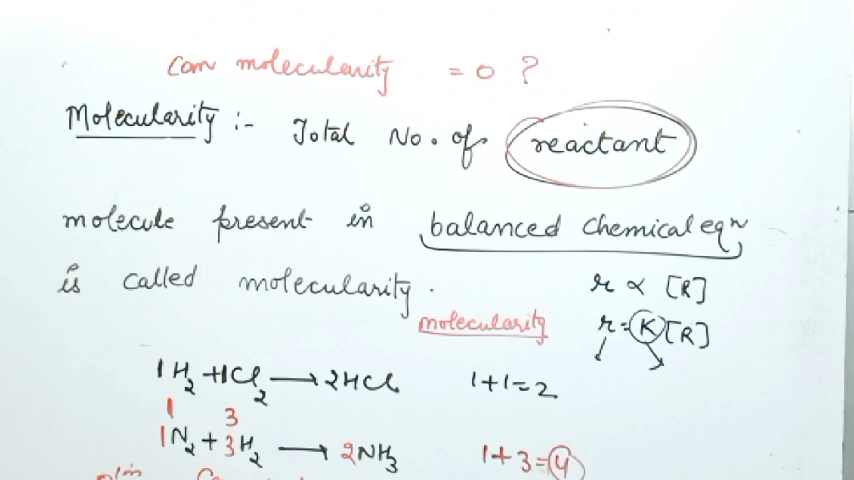 Can molecularity = 0 ?
Molecularity :- Total No. of reactant
molecule present in balanced chemical eqn
is called molecularity.
r ∝ [R]
molecularity
r = K [R]
1H2 + 1Cl2 → 2HCl 1+1=2
1 3
1N2 + 3H2 → 2NH3 1+3=4